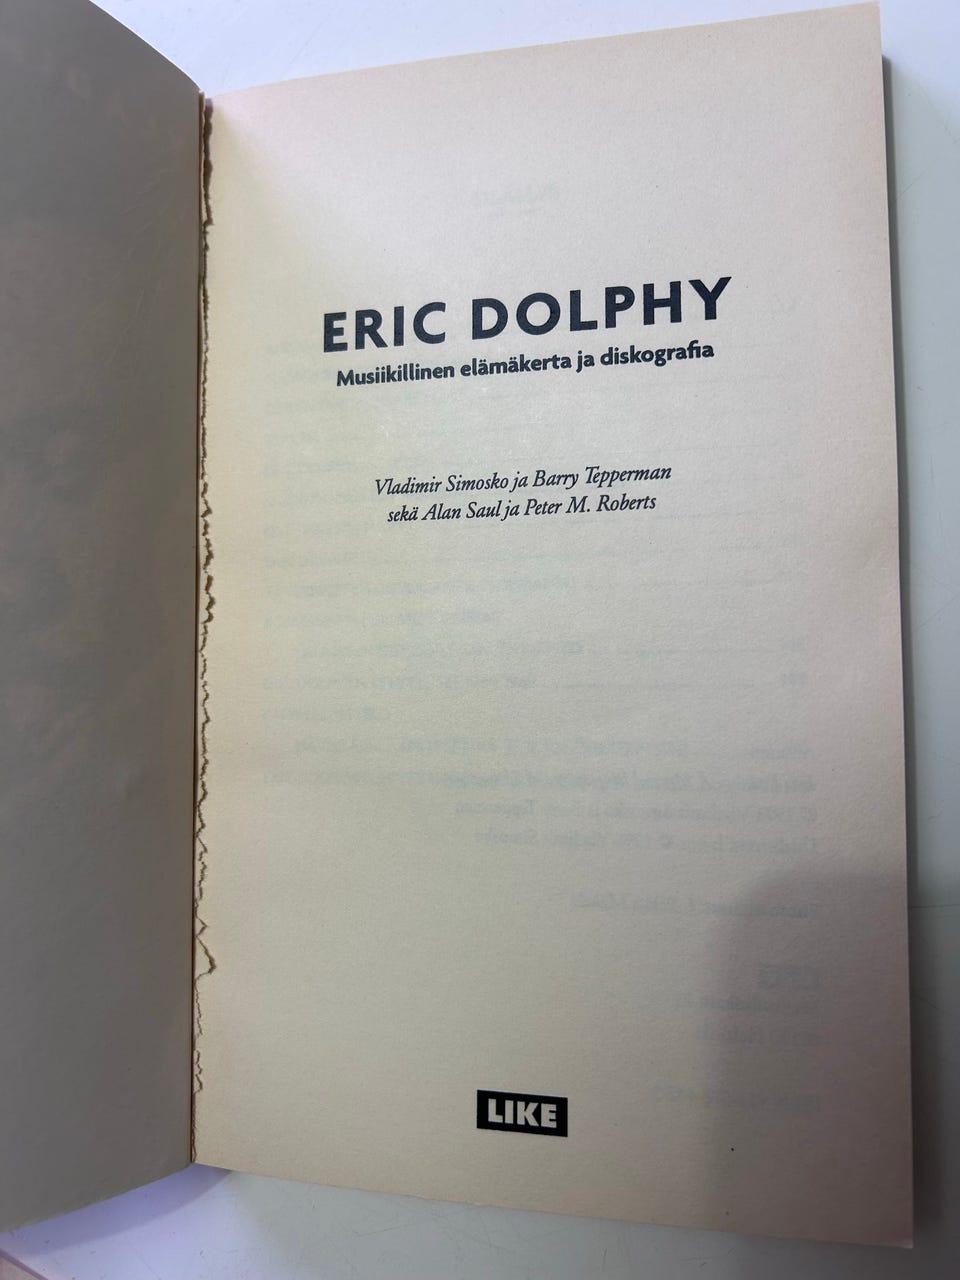 ERIC DOLPHY
Musiikillinen elämäkerta ja diskografia
Vladimir Simosko ja Barry Tepperman
sekä Alan Saul ja Peter M. Roberts
LIKE